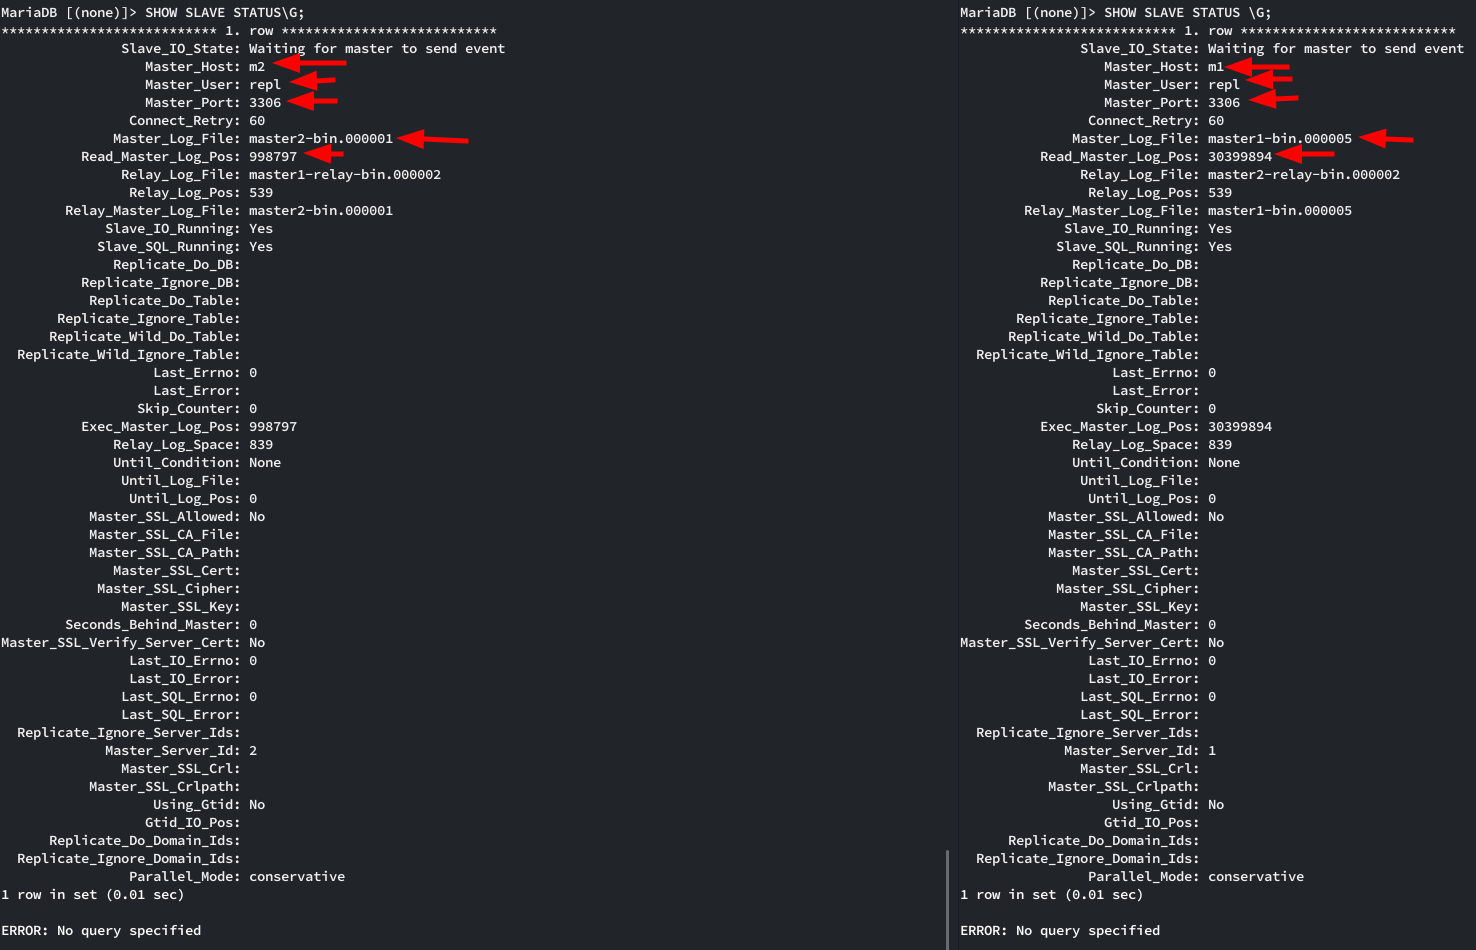 MariaDB [(none)]> SHOW SLAVE STATUS\G;
*************************** 1. row ***************************
Slave_IO_State: Waiting for master to send event
Master_Host: m2
Master_User: repl
Master_Port: 3306
Connect_Retry: 60
Master_Log_File: master2-bin.000001
Read_Master_Log_Pos: 998797
Relay_Log_File: master1-relay-bin.000002
Relay_Log_Pos: 539
Relay_Master_Log_File: master2-bin.000001
Slave_IO_Running: Yes
Slave_SQL_Running: Yes
Replicate_Do_DB:
Replicate_Ignore_DB:
Replicate_Do_Table:
Replicate_Ignore_Table:
Replicate_Wild_Do_Table:
Replicate_Wild_Ignore_Table:
Last_Errno: 0
Last_Error:
Skip_Counter: 0
Exec_Master_Log_Pos: 998797
Relay_Log_Space: 839
Until_Condition: None
Until_Log_File:
Until_Log_Pos: 0
Master_SSL_Allowed: No
Master_SSL_CA_File:
Master_SSL_CA_Path:
Master_SSL_Cert:
Master_SSL_Cipher:
Master_SSL_Key:
Seconds_Behind_Master: 0
Master_SSL_Verify_Server_Cert: No
Last_IO_Errno: 0
Last_IO_Error:
Last_SQL_Errno: 0
Last_SQL_Error:
Replicate_Ignore_Server_Ids:
Master_Server_Id: 2
Master_SSL_Crl:
Master_SSL_Crlpath:
Using_Gtid: No
Gtid_IO_Pos:
Replicate_Do_Domain_Ids:
Replicate_Ignore_Domain_Ids:
Parallel_Mode: conservative
1 row in set (0.01 sec)
ERROR: No query specified
MariaDB [(none)]> SHOW SLAVE STATUS \G;
*************************** 1. row ***************************
Slave_IO_State: Waiting for master to send event
Master_Host: m1
Master_User: repl
Master_Port: 3306
Connect_Retry: 60
Master_Log_File: master1-bin.000005
Read_Master_Log_Pos: 30399894
Relay_Log_File: master2-relay-bin.000002
Relay_Log_Pos: 539
Relay_Master_Log_File: master1-bin.000005
Slave_IO_Running: Yes
Slave_SQL_Running: Yes
Replicate_Do_DB:
Replicate_Ignore_DB:
Replicate_Do_Table:
Replicate_Ignore_Table:
Replicate_Wild_Do_Table:
Replicate_Wild_Ignore_Table:
Last_Errno: 0
Last_Error:
Skip_Counter: 0
Exec_Master_Log_Pos: 30399894
Relay_Log_Space: 839
Until_Condition: None
Until_Log_File:
Until_Log_Pos: 0
Master_SSL_Allowed: No
Master_SSL_CA_File:
Master_SSL_CA_Path:
Master_SSL_Cert:
Master_SSL_Cipher:
Master_SSL_Key:
Seconds_Behind_Master: 0
Master_SSL_Verify_Server_Cert: No
Last_IO_Errno: 0
Last_IO_Error:
Last_SQL_Errno: 0
Last_SQL_Error:
Replicate_Ignore_Server_Ids:
Master_Server_Id: 1
Master_SSL_Crl:
Master_SSL_Crlpath:
Using_Gtid: No
Gtid_IO_Pos:
Replicate_Do_Domain_Ids:
Replicate_Ignore_Domain_Ids:
Parallel_Mode: conservative
1 row in set (0.01 sec)
ERROR: No query specified